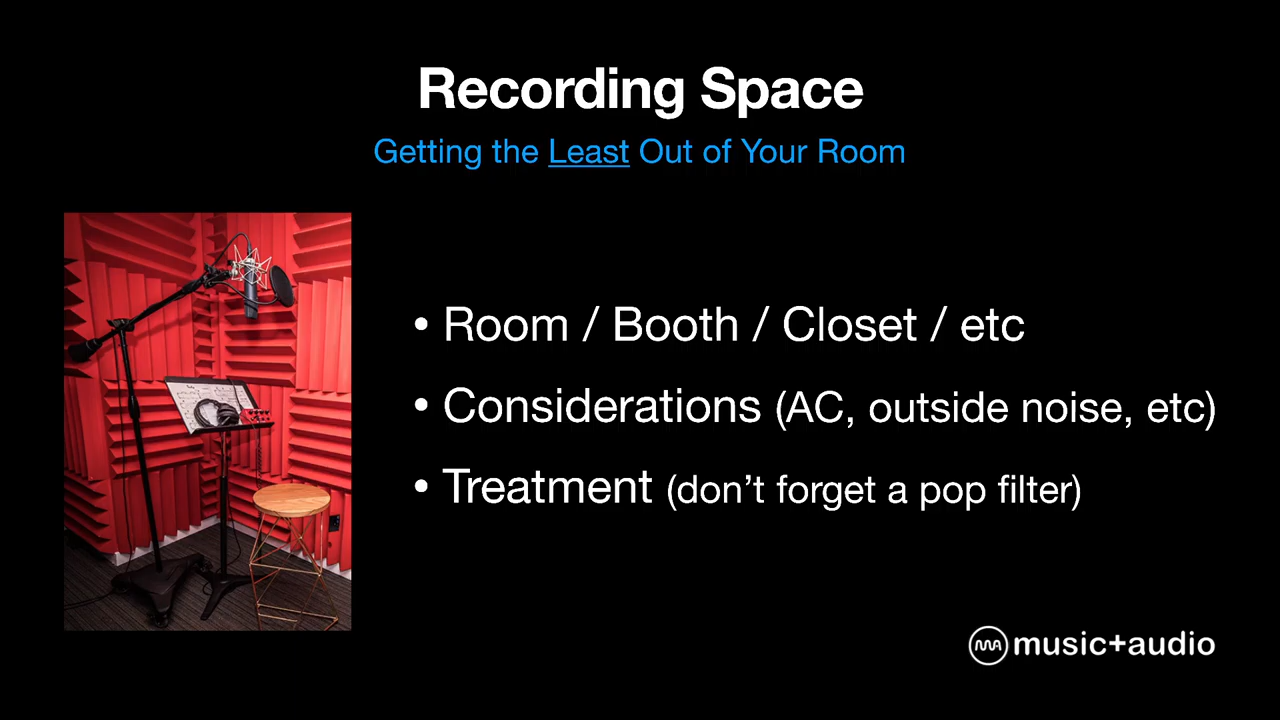 Recording Space
Getting the Least Out of Your Room
• Room / Booth / Closet / etc
• Considerations (AC, outside noise, etc)
• Treatment (don’t forget a pop filter)
music+audio